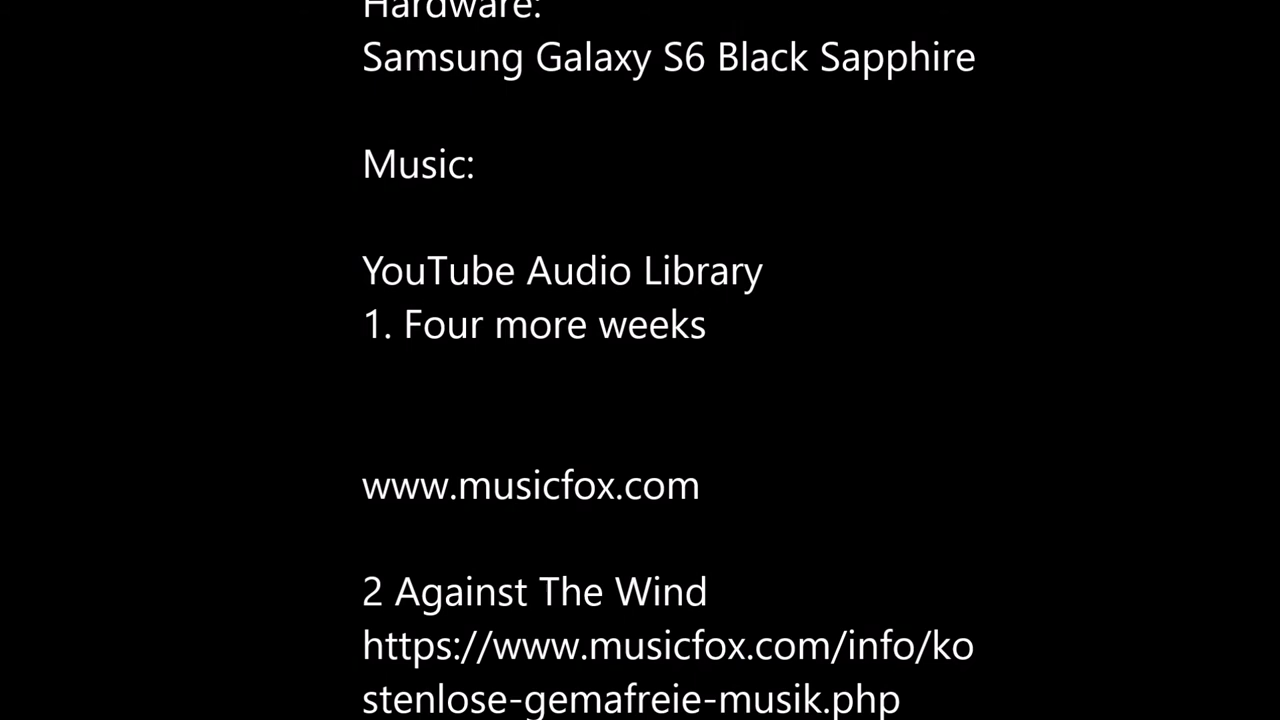 Hardware:
Samsung Galaxy S6 Black Sapphire
Music:
YouTube Audio Library
1. Four more weeks
www.musicfox.com
2 Against The Wind
https://www.musicfox.com/info/ko
stenlose-gemafreie-musik.php